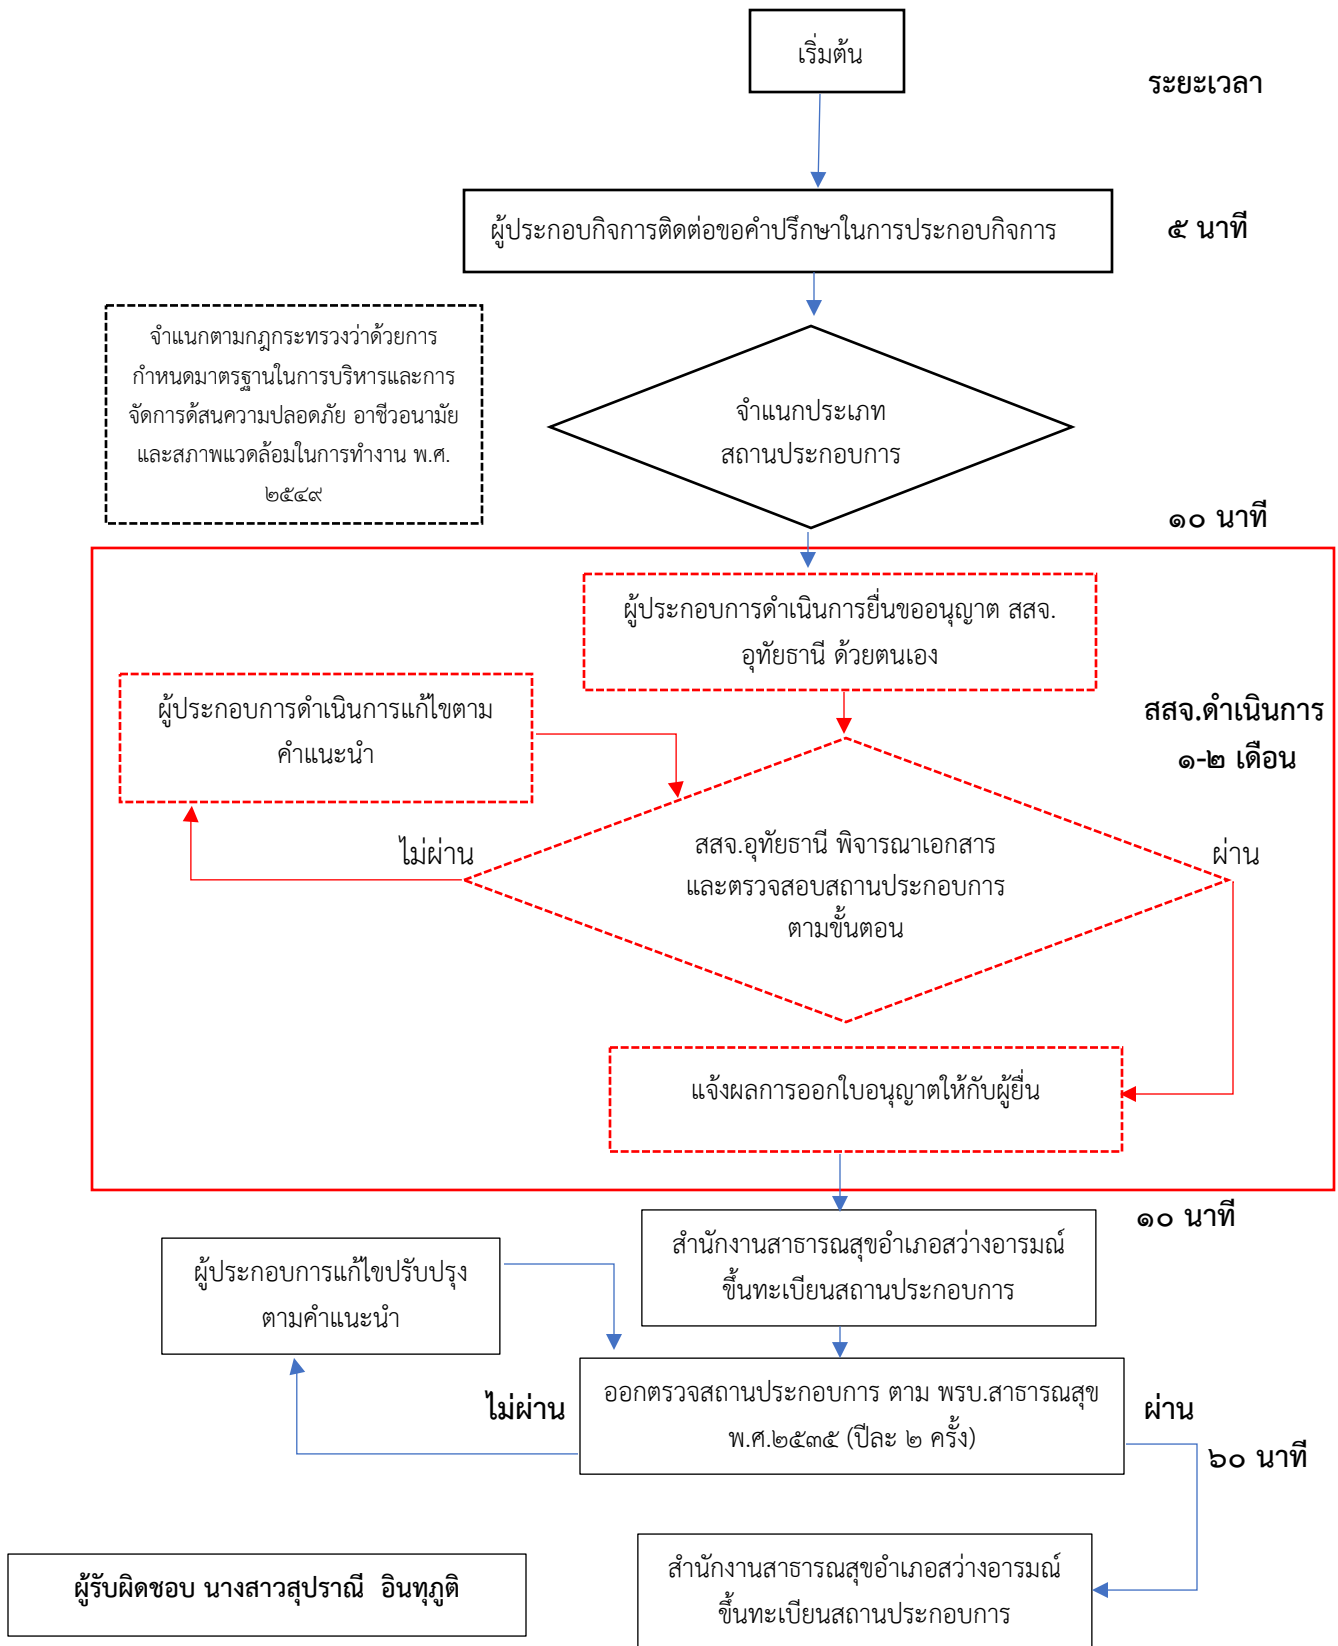 เริ่มต้น
ระยะเวลา
ผู้ประกอบกิจการติดต่อขอคำปรึกษาในการประกอบกิจการ
๕ นาที
จำแนกตามกฎกระทรวงว่าด้วยการ
กำหนดมาตรฐานในการบริหารและการ
จัดการด้สนความปลอดภัย อาชีวอนามัย
และสภาพแวดล้อมในการทำงาน พ.ศ.
๒๕๔๙
จำแนกประเภท
สถานประกอบการ
๑๐ นาที
ผู้ประกอบการดำเนินการยื่นขออนุญาต สสจ.
อุทัยธานี ด้วยตนเอง
ผู้ประกอบการดำเนินการแก้ไขตาม
คำแนะนำ
สสจ.ดำเนินการ
๑-๒ เดือน
ไม่ผ่าน
สสจ.อุทัยธานี พิจารณาเอกสาร
และตรวจสอบสถานประกอบการ
ตามขั้นตอน
ผ่าน
แจ้งผลการออกใบอนุญาตให้กับผู้ยื่น
๑๐ นาที
สำนักงานสาธารณสุขอำเภอสว่างอารมณ์
ขึ้นทะเบียนสถานประกอบการ
ผู้ประกอบการแก้ไขปรับปรุง
ตามคำแนะนำ
ไม่ผ่าน
ออกตรวจสถานประกอบการ ตาม พรบ.สาธารณสุข
พ.ศ.๒๕๓๕ (ปีละ ๒ ครั้ง)
ผ่าน
๖๐ นาที
สำนักงานสาธารณสุขอำเภอสว่างอารมณ์
ขึ้นทะเบียนสถานประกอบการ
ผู้รับผิดชอบ นางสาวสุปราณี อินทุภูติ